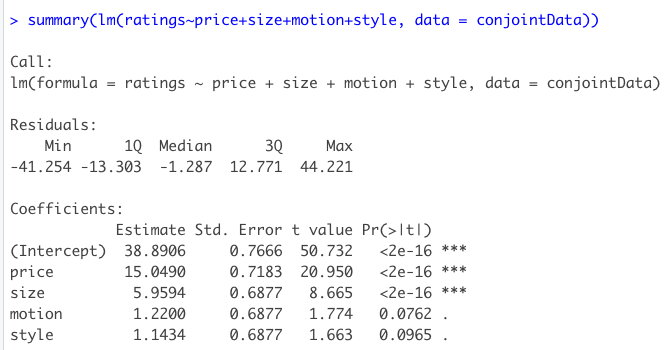 > summary(lm(ratings~price+size+motion+style, data = conjointData))
Call:
lm(formula = ratings ~ price + size + motion + style, data = conjointData)
Residuals:
Min 1Q Median 3Q Max
-41.254 -13.303 -1.287 12.771 44.221
Coefficients:
Estimate Std. Error t value Pr(>|t|)
(Intercept) 38.8906 0.7666 50.732 <2e-16 ***
price 15.0490 0.7183 20.950 <2e-16 ***
size 5.9594 0.6877 8.665 <2e-16 ***
motion 1.2200 0.6877 1.774 0.0762 .
style 1.1434 0.6877 1.663 0.0965 .